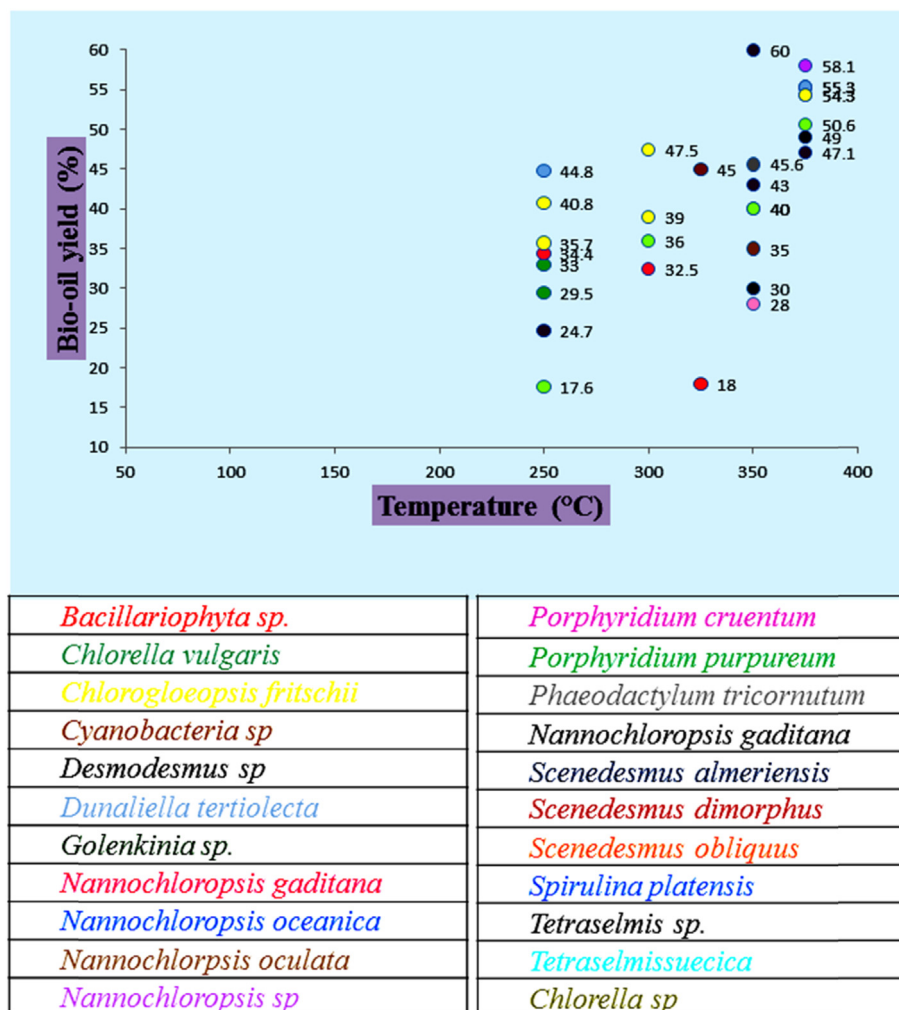 60
60
58.1
55
55.3
54.3
50
50.6
49
47.5
47.1
45
44.8
45
45.6
43
40
40.8
39
40
35
35.7
34.4
36
35
33
32.5
30
29.5
30
28
25
24.7
20
17.6
18
15
10
50
100
150
200
250
300
350
400
Bio-oil yield (%)
Temperature (°C)
Bacillariophyta sp.
Chlorella vulgaris
Chlorogloeopsis fritschii
Cyanobacteria sp
Desmodesmus sp
Dunaliella tertiolecta
Golenkinia sp.
Nannochloropsis gaditana
Nannochloropsis oceanica
Nannochlorpsis oculata
Nannochloropsis sp
Porphyridium cruentum
Porphyridium purpureum
Phaeodactylum tricornutum
Nannochloropsis gaditana
Scenedesmus almeriensis
Scenedesmus dimorphus
Scenedesmus obliquus
Spirulina platensis
Tetraselmis sp.
Tetraselmissuecica
Chlorella sp